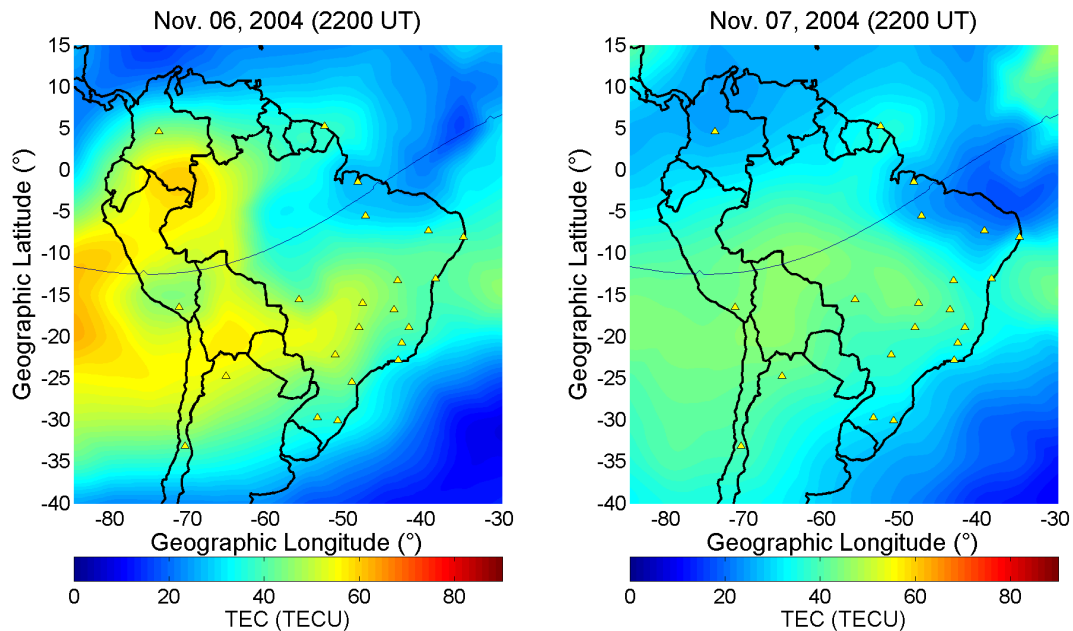 Nov. 06, 2004 (2200 UT)
15
10
5
0
-5
-10
-15
-20
-25
-30
-35
-40
Geographic Latitude (°)
-80 -70 -60 -50 -40 -30
Geographic Longitude (°)
0 20 40 60 80
TEC (TECU)
Nov. 07, 2004 (2200 UT)
15
10
5
0
-5
-10
-15
-20
-25
-30
-35
-40
Geographic Latitude (°)
-80 -70 -60 -50 -40 -30
Geographic Longitude (°)
0 20 40 60 80
TEC (TECU)